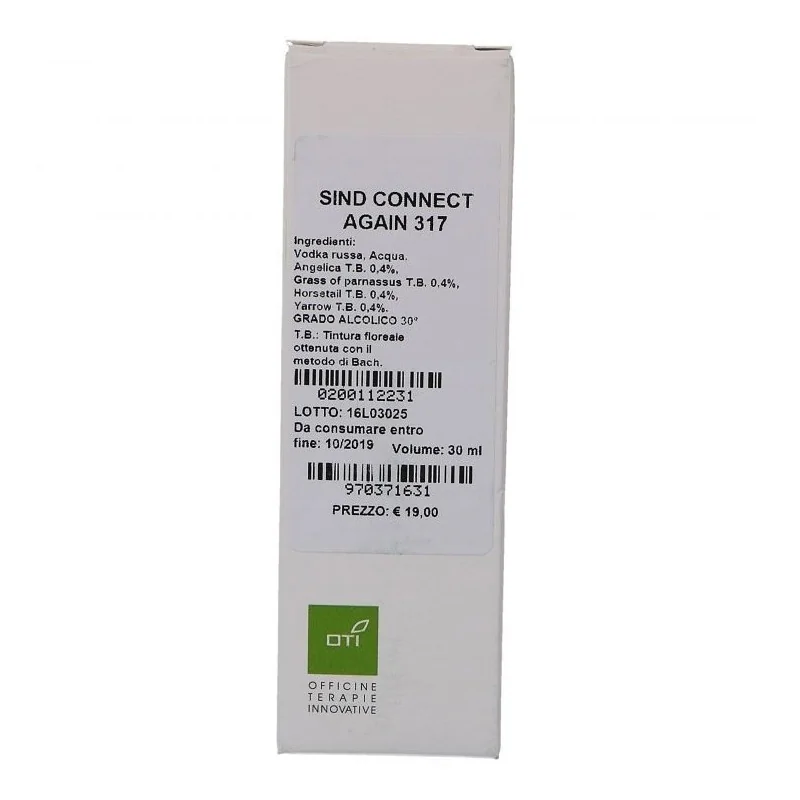 SIND CONNECT
AGAIN 317
Ingredienti:
Vodka russa, Acqua.
Angelica T.B. 0,4%,
Grass of parnassus T.B. 0,4%,
Horsetail T.B. 0,4%,
Yarrow T.B. 0,4%.
GRADO ALCOLICO 30°
T.B.: Tintura floreale
ottenuta con il
metodo di Bach.
0200112231
LOTTO: 16L03025
Da consumare entro
fine: 10/2019 Volume: 30 ml
970371631
PREZZO: € 19,00
OTI
OFFICINE
TERAPIE
INNOVATIVE